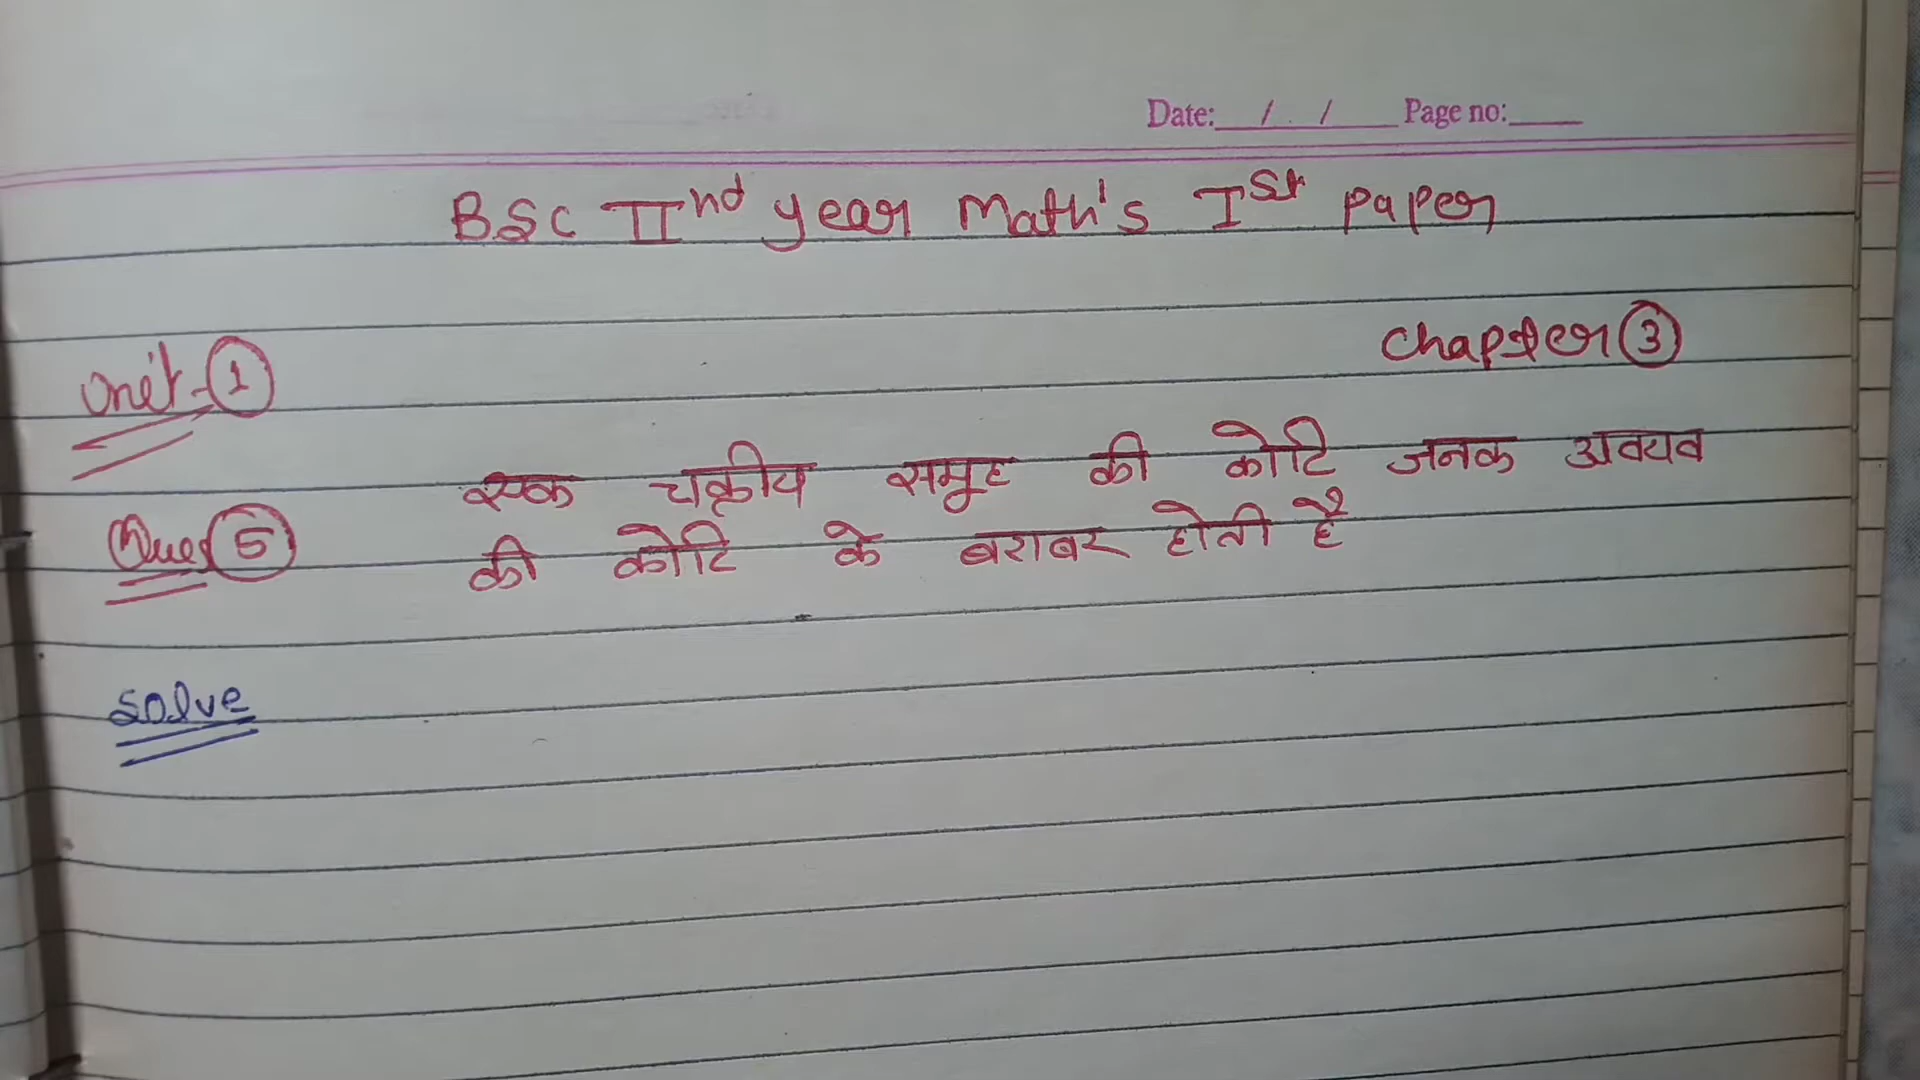 Date: / / Page no:
BSc IInd year Math's Ist paper
Chapter 3
Unit-1
एक चक्रीय समूह की कोटि जनक अवयव
Ques 5
की कोटि के बराबर होती है
Solve